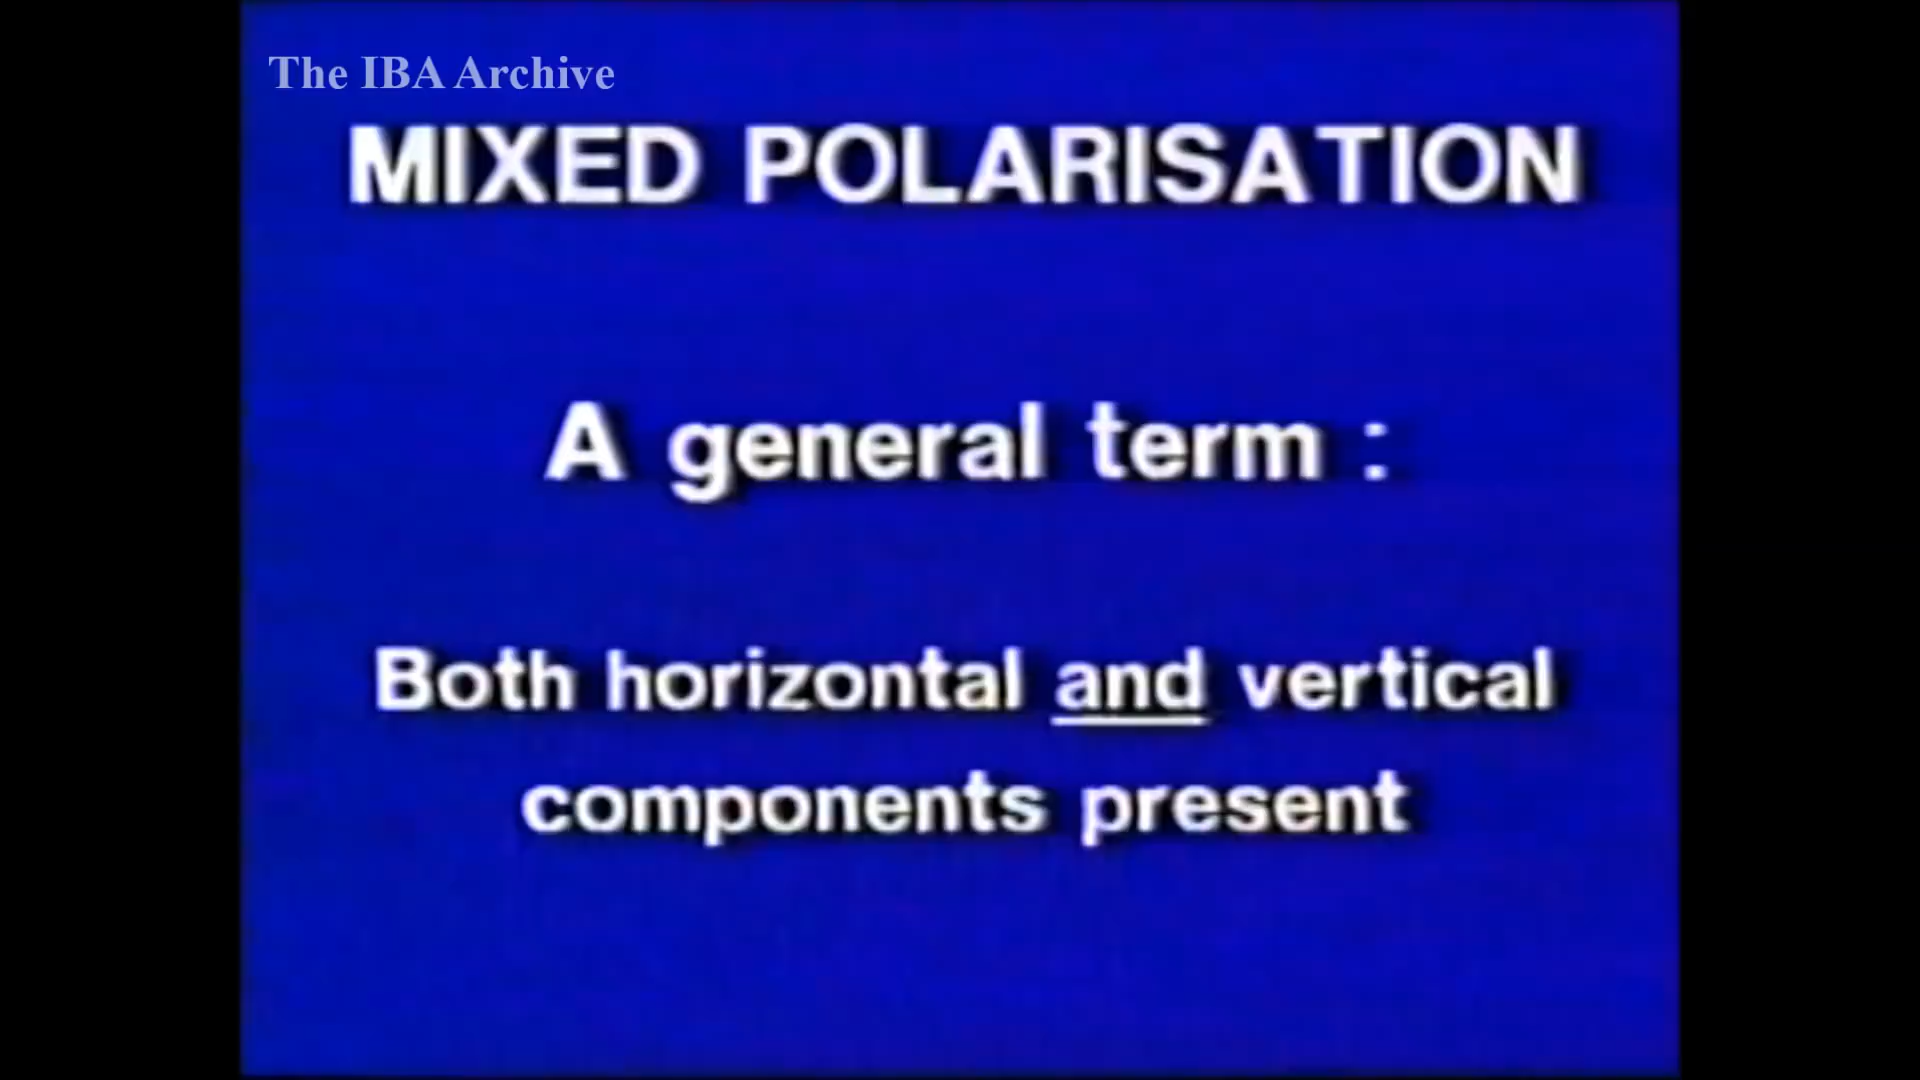 The IBA Archive
MIXED POLARISATION
A general term :
Both horizontal and vertical
components present